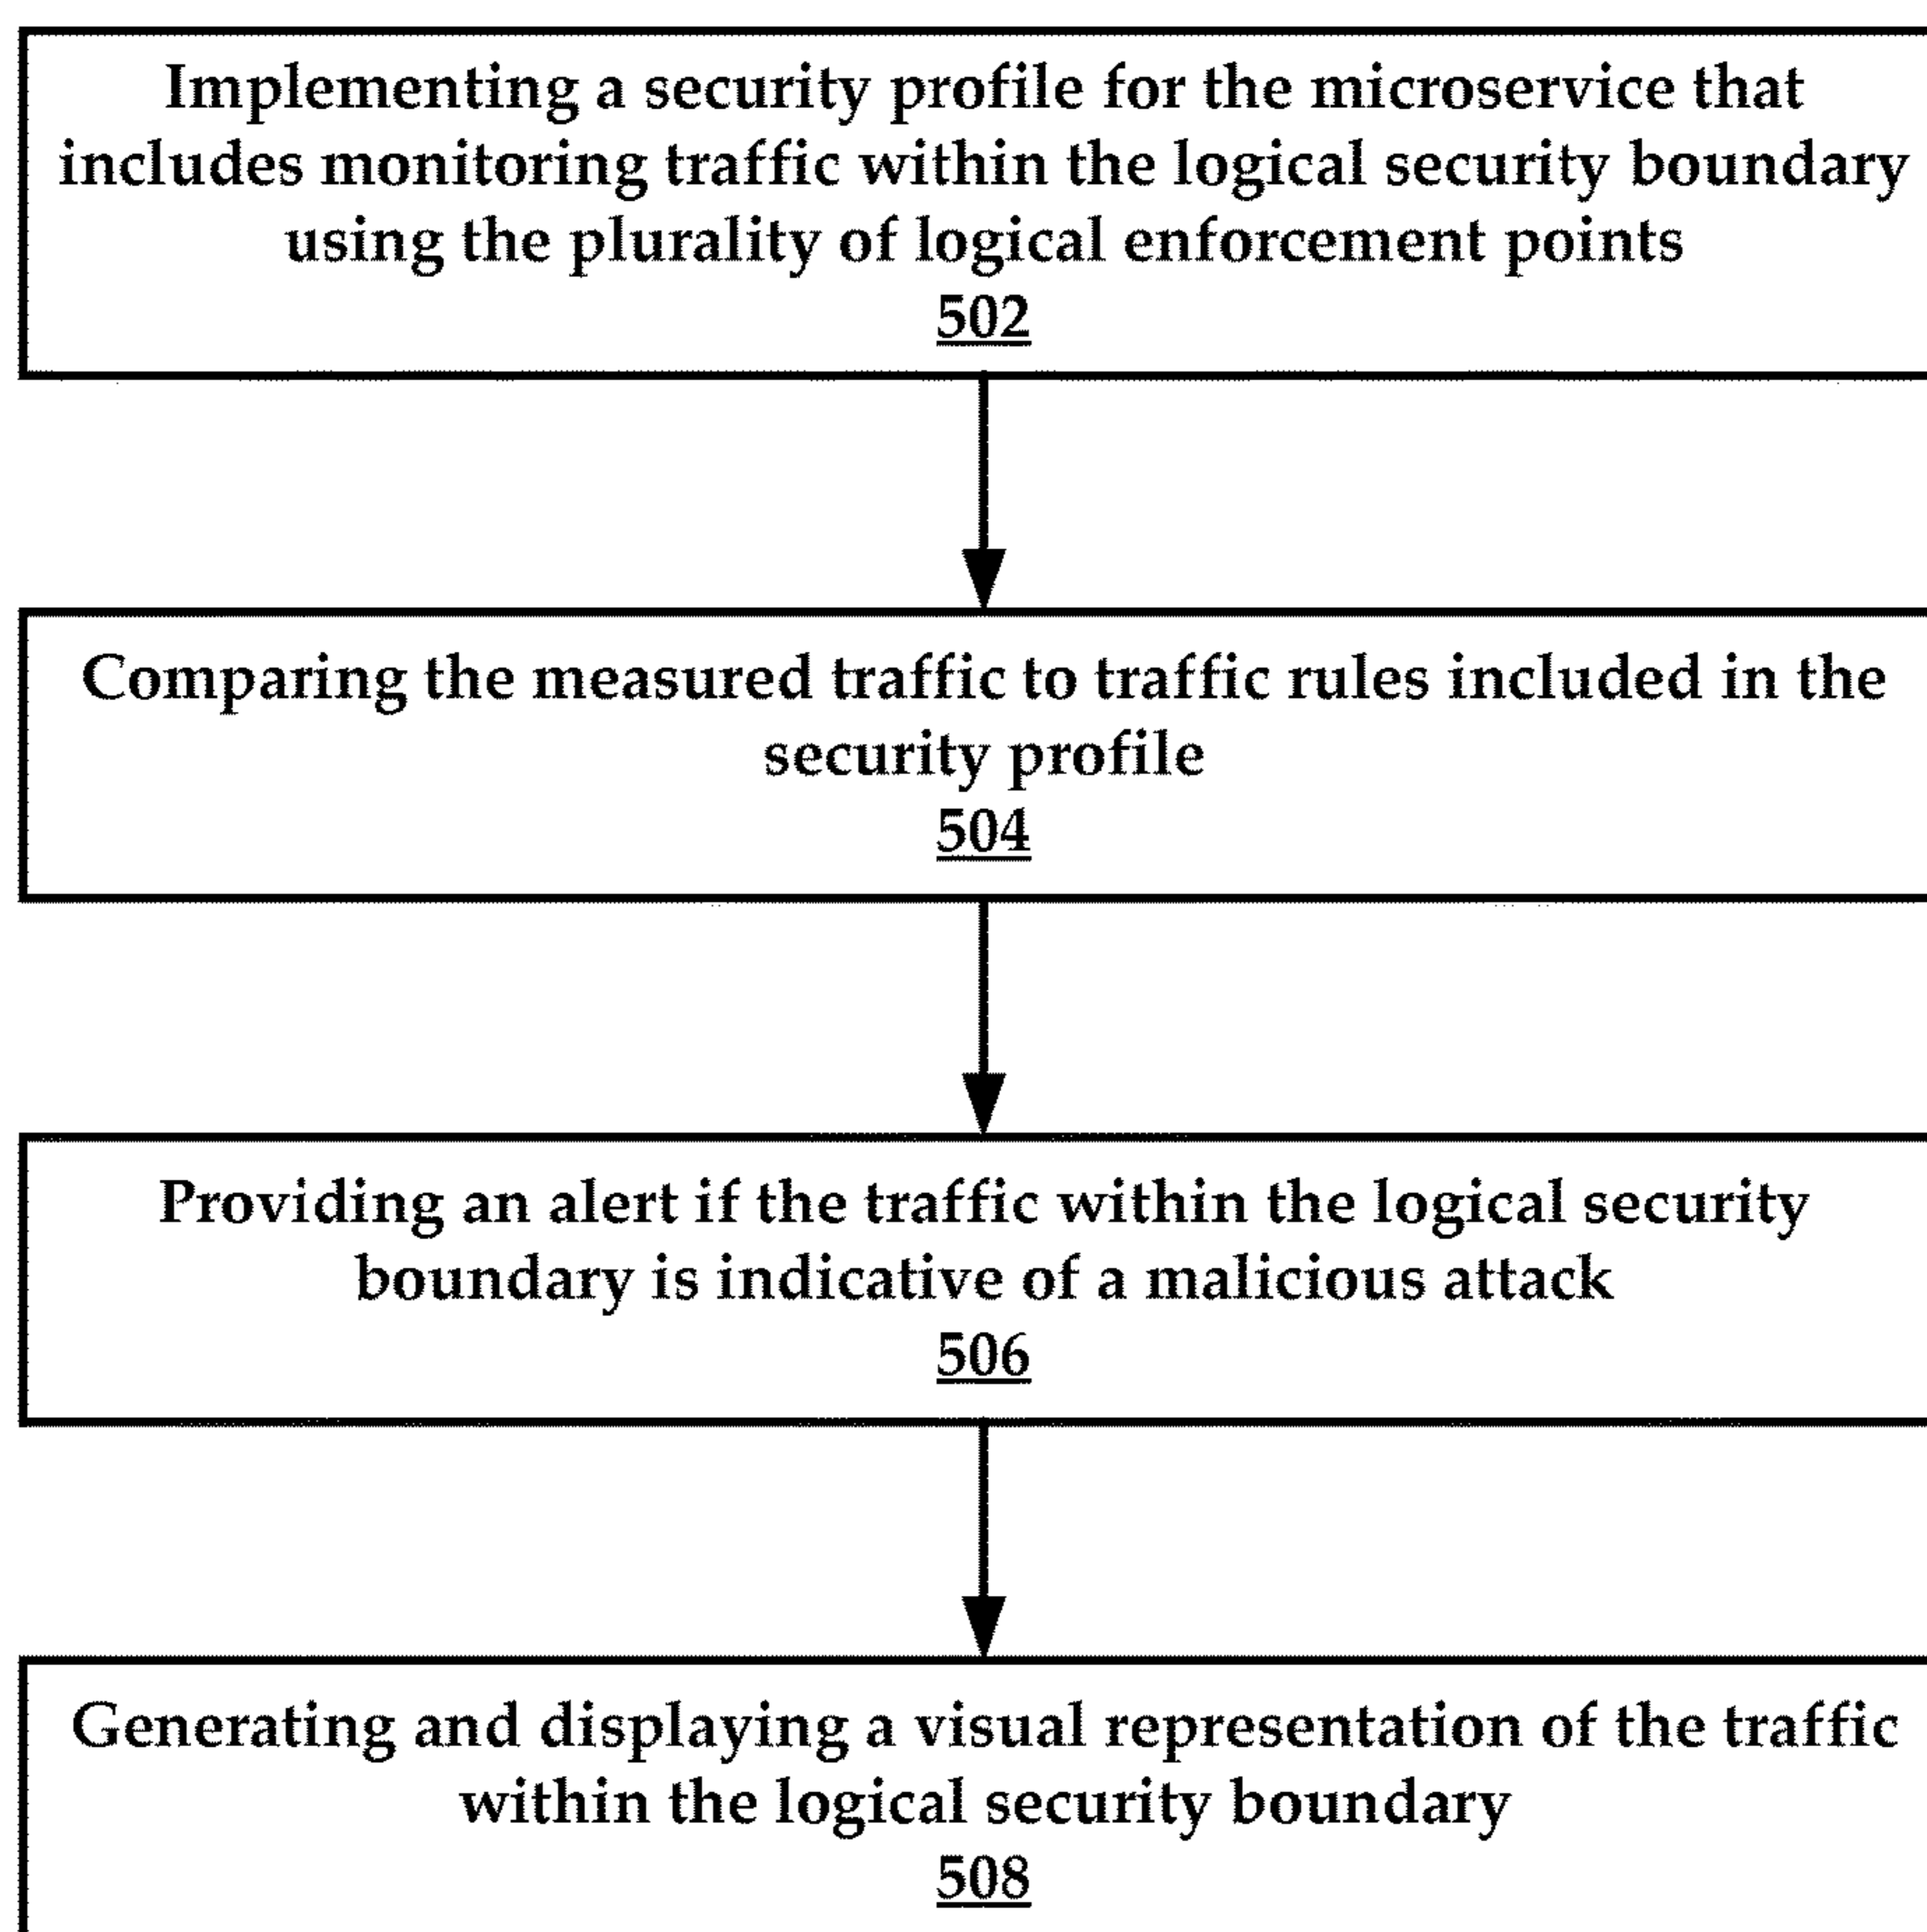 Implementing a security profile for the microservice that
includes monitoring traffic within the logical security boundary
using the plurality of logical enforcement points
502
Comparing the measured traffic to traffic rules included in the
security profile
504
Providing an alert if the traffic within the logical security
boundary is indicative of a malicious attack
506
Generating and displaying a visual representation of the traffic
within the logical security boundary
508